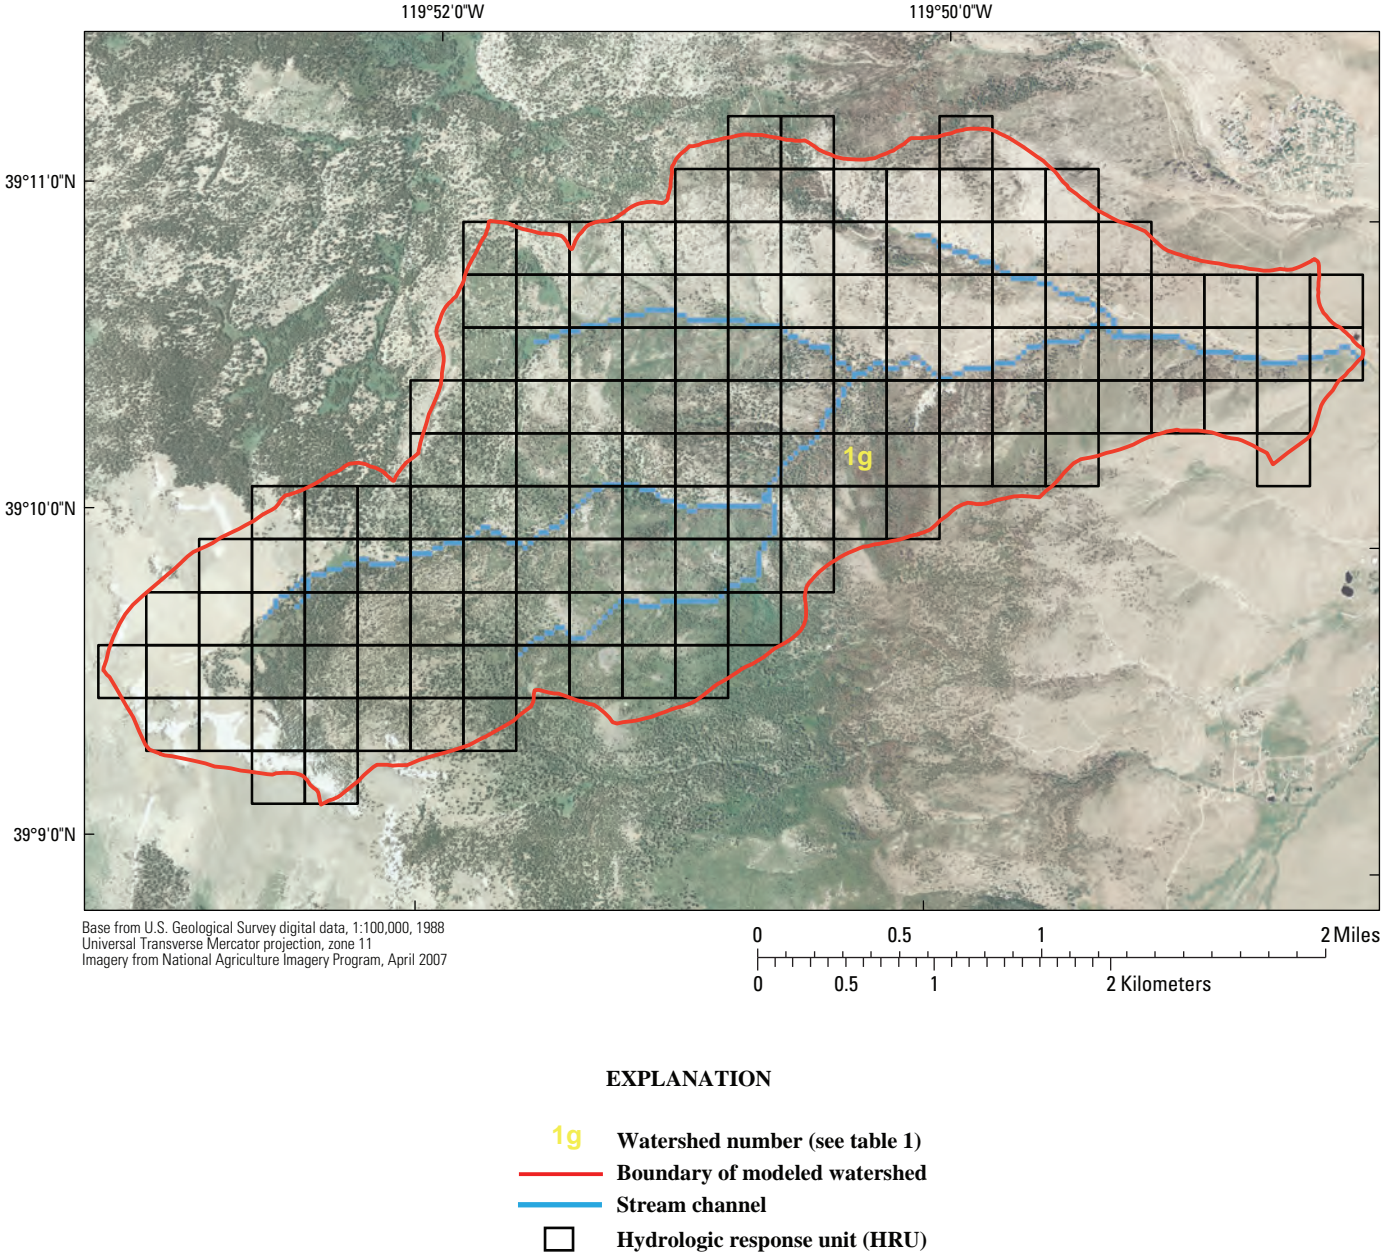 119°52'0"W 119°50'0"W
39°11'0"N
1g
39°10'0"N
39°9'0"N
Base from U.S. Geological Survey digital data, 1:100,000, 1988
Universal Transverse Mercator projection, zone 11
Imagery from National Agriculture Imagery Program, April 2007
0 0.5 1 2 Miles
0 0.5 1 2 Kilometers
EXPLANATION
1g Watershed number (see table 1)
Boundary of modeled watershed
Stream channel
Hydrologic response unit (HRU)